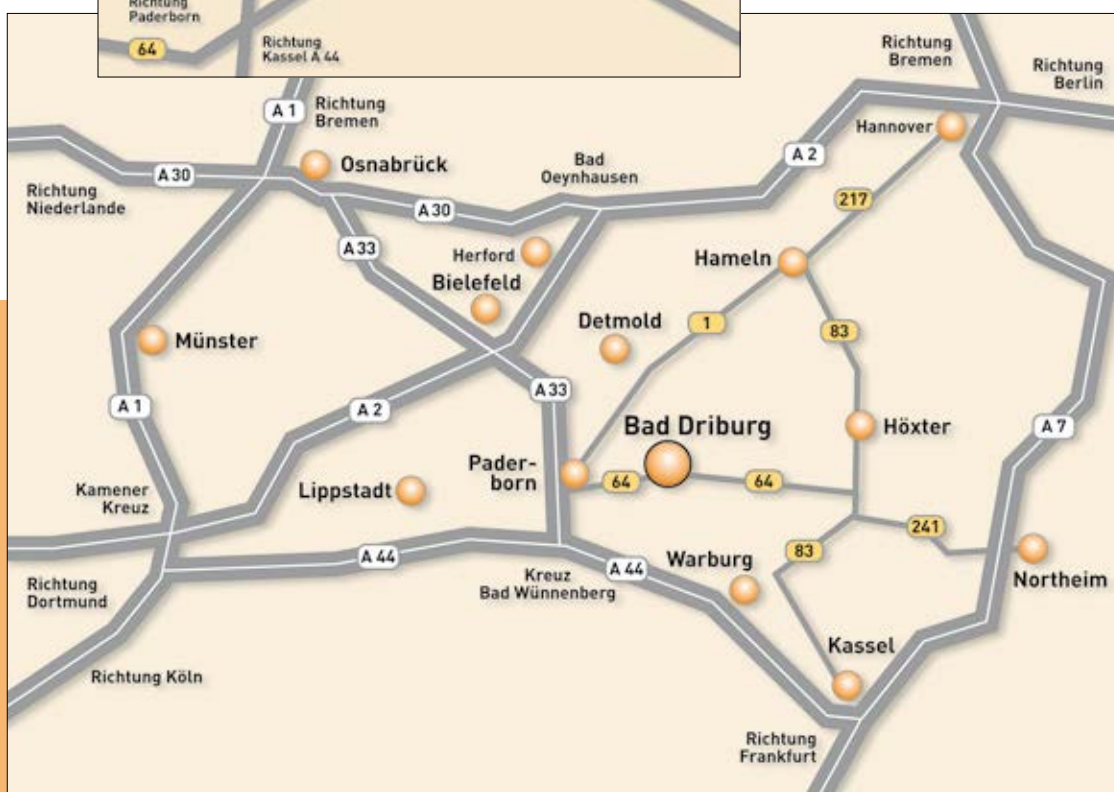 Richtung
Paderborn
64
Richtung
Kassel A 44
Richtung
Bremen
Richtung
Berlin
A 1
Richtung
Bremen
Hannover
A 2
Bad
Oeynhausen
Osnabrück
A 30
Richtung
Niederlande
A 30
217
A 33
Herford
Hameln
Bielefeld
Detmold
1
83
Münster
A 33
A 1
A 2
Bad Driburg
Höxter
A 7
Pader-
born
64
64
Lippstadt
Kamener
Kreuz
241
83
A 44
Warburg
A 44
Kreuz
Bad Wünnenberg
Northeim
Richtung
Dortmund
Kassel
Richtung Köln
Richtung
Frankfurt